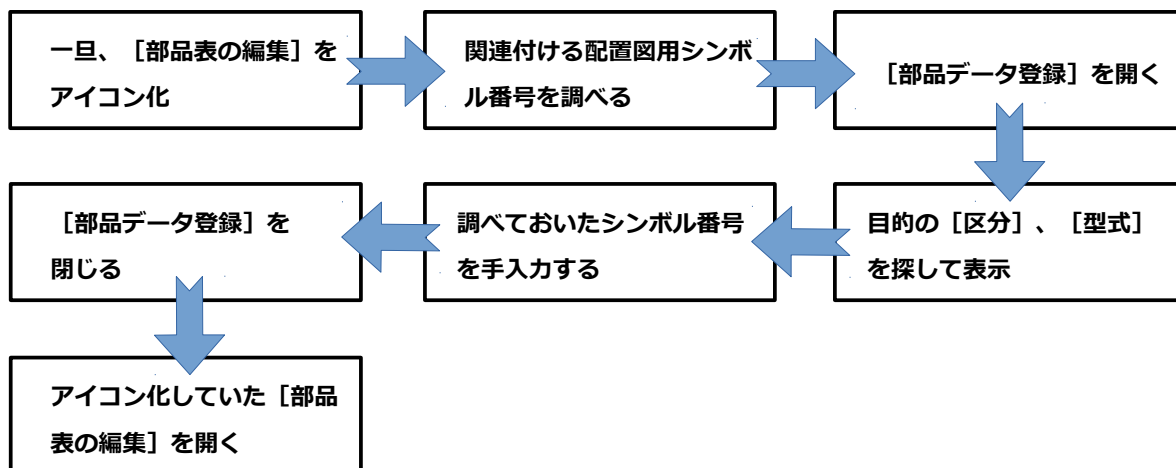 一旦、［部品表の編集］を
アイコン化
関連付ける配置図用シンボ
ル番号を調べる
［部品データ登録］を開く
目的の［区分］、［型式］
を探して表示
調べておいたシンボル番号
を手入力する
［部品データ登録］を
閉じる
アイコン化していた［部品
表の編集］を開く